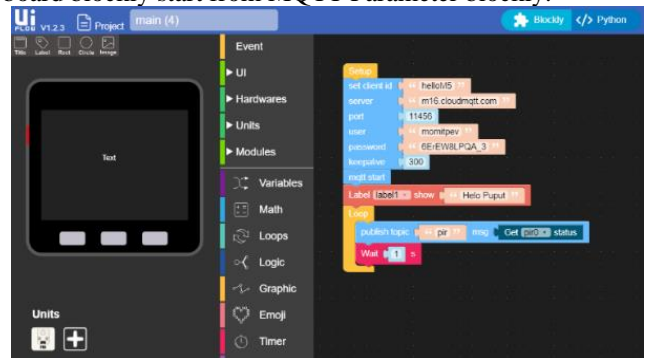 board blockly start from MQTT Parameter blockly.
Ui
FLOW V1.2.3 Project main (4) Blockly </> Python
Title Label Rect Circle Image
Text
Units
Event
UI
Hardwares
Units
Modules
Variables
Math
Loops
Logic
Graphic
Emoji
Timer
Setup
set client id helloM5
server m16.cloudmqtt.com
port 11456
user momitpev
password 6ErEW8LPQA_3
keepalive 300
mqtt start
Label label1 show Helo Puput
Loop
publish topic pir msg Get pir0 status
Wait 1 s